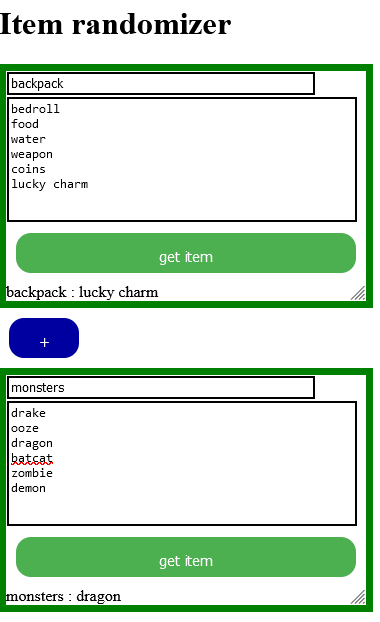 Item randomizer
backpack
bedroll
food
water
weapon
coins
lucky charm
get item
backpack : lucky charm
+
monsters
drake
ooze
dragon
batcat
zombie
demon
get item
monsters : dragon